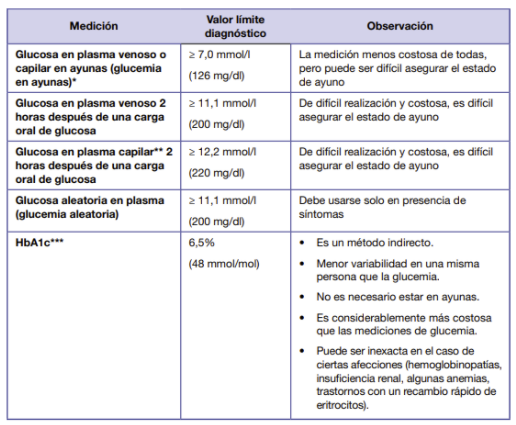 Medición
Valor límite
diagnóstico
Observación
Glucosa en plasma venoso o
capilar en ayunas (glucemia
en ayunas)*
≥ 7,0 mmol/l
(126 mg/dl)
La medición menos costosa de todas,
pero puede ser difícil asegurar el estado
de ayuno
Glucosa en plasma venoso 2
horas después de una carga
oral de glucosa
≥ 11,1 mmol/l
(200 mg/dl)
De difícil realización y costosa, es difícil
asegurar el estado de ayuno
Glucosa en plasma capilar** 2
horas después de una carga
oral de glucosa
≥ 12,2 mmol/l
(220 mg/dl)
De difícil realización y costosa, es difícil
asegurar el estado de ayuno
Glucosa aleatoria en plasma
(glucemia aleatoria)
≥ 11,1 mmol/l
(200 mg/dl)
Debe usarse solo en presencia de
síntomas
HbA1c***
6,5%
(48 mmol/mol)
• Es un método indirecto.
• Menor variabilidad en una misma
persona que la glucemia.
• No es necesario estar en ayunas.
• Es considerablemente más costosa
que las mediciones de glucemia.
• Puede ser inexacta en el caso de
ciertas afecciones (hemoglobinopatías,
insuficiencia renal, algunas anemias,
trastornos con un recambio rápido de
eritrocitos).